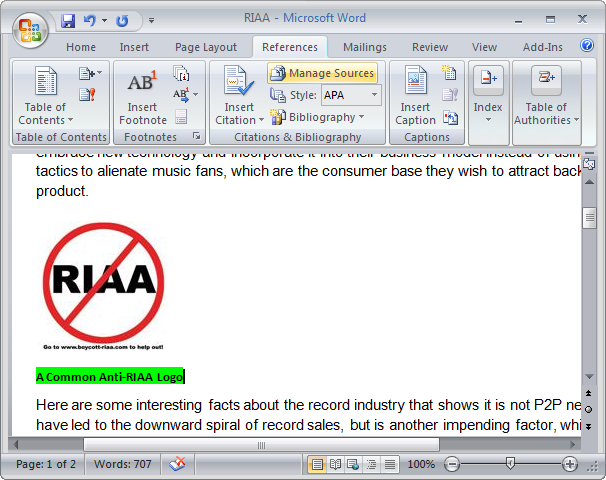 RIAA - Microsoft Word
Home Insert Page Layout References Mailings Review View Add-Ins
Table of Contents
Insert Footnote
AB1
AB
Insert Citation
Manage Sources
Style: APA
Bibliography
Insert Caption
Index
Table of Authorities
Table of Contents Footnotes Citations & Bibliography Captions
embrace new technology and incorporate it into their business model instead of usin
tactics to alienate music fans, which are the consumer base they wish to attract back
product.
RIAA
Go to www.boycott-riaa.com to help out!
A Common Anti-RIAA Logo
Here are some interesting facts about the record industry that shows it is not P2P ne
have led to the downward spiral of record sales, but is another impending factor, whi
Page: 1 of 2 Words: 707 100%